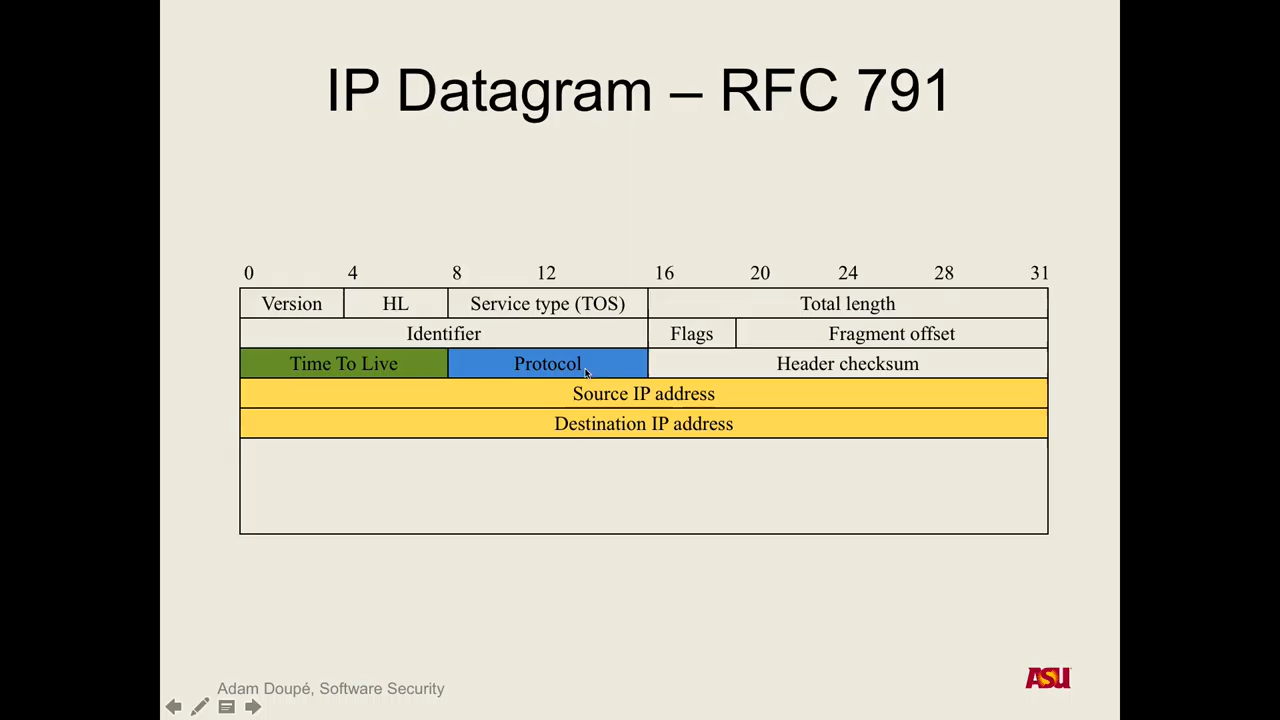 IP Datagram – RFC 791
0 4 8 12 16 20 24 28 31
Version HL Service type (TOS) Total length
Identifier Flags Fragment offset
Time To Live Protocol Header checksum
Source IP address
Destination IP address
Adam Doupé, Software Security
ASU